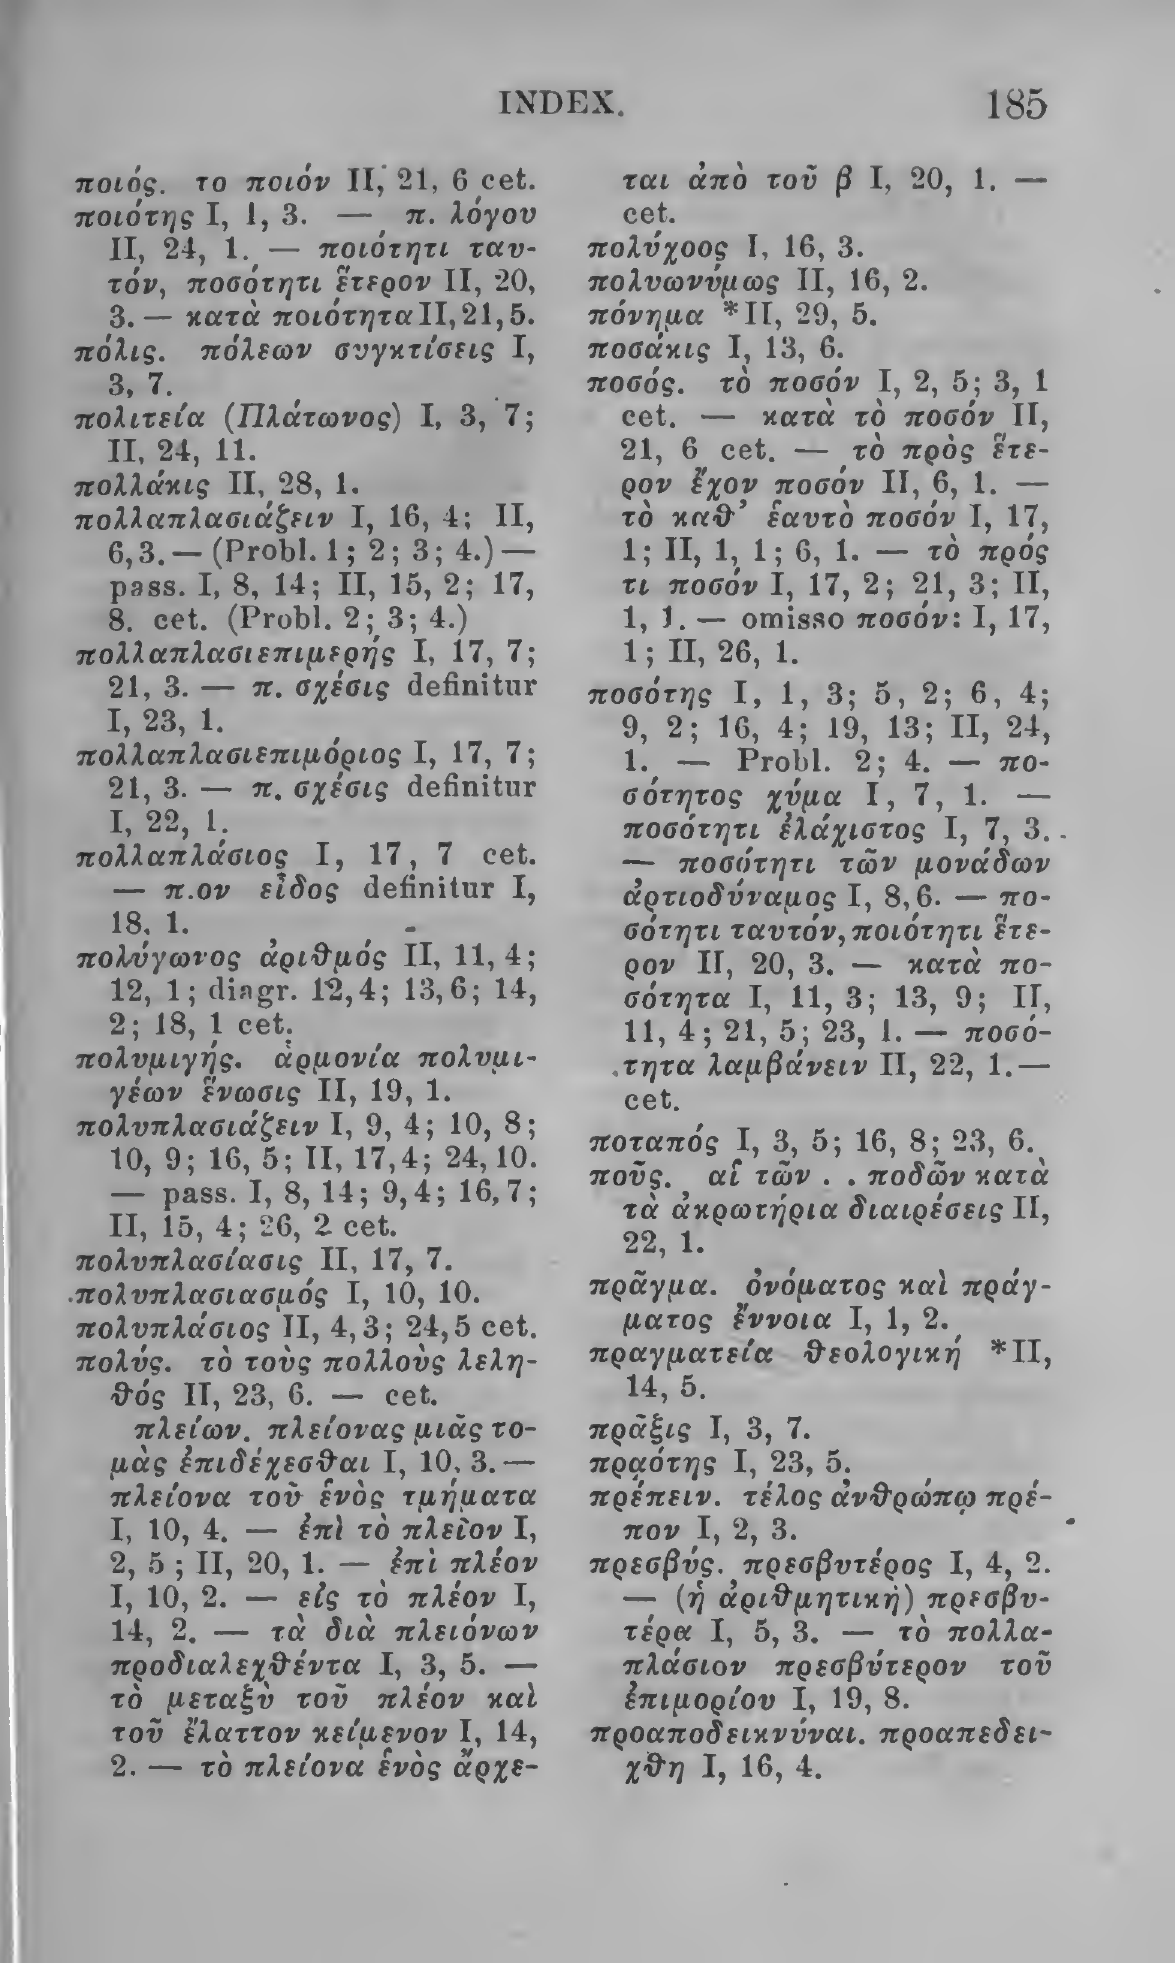 INDEX. 185
ποιός. το ποιόν II, 21, 6 cet.
ποιότης I, 1, 3. — π. λόγου
II, 24, 1. — ποιότητι ταυ-
τόν, ποσότητι ἕτερον II, 20,
3. — κατὰ ποιότητα II, 21, 5.
πόλις. πόλεων συγκτίσεις I,
3, 7.
πολιτεία (Πλάτωνος) I, 3, 7;
II, 24, 11.
πολλάκις II, 28, 1.
πολλαπλασιάζειν I, 16, 4; II,
6, 3. — (Probl. 1; 2; 3; 4.) —
pass. I, 8, 14; II, 15, 2; 17,
8. cet. (Probl. 2; 3; 4.)
πολλαπλασιεπιμερής I, 17, 7;
21, 3. — π. σχέσις definitur
I, 23, 1.
πολλαπλασιεπιμόριος I, 17, 7;
21, 3. — π. σχέσις definitur
I, 22, 1.
πολλαπλάσιος I, 17, 7 cet.
— π.ον εἶδος definitur I,
18, 1.
πολύγωνος ἀριθμός II, 11, 4;
12, 1; diagr. 12, 4; 13, 6; 14,
2; 18, 1 cet.
πολυμιγής. ἁρμονία πολυμι-
γέων ἕνωσις II, 19, 1.
πολυπλασιάζειν I, 9, 4; 10, 8;
10, 9; 16, 5; II, 17, 4; 24, 10.
— pass. I, 8, 14; 9, 4; 16, 7;
II, 15, 4; 26, 2 cet.
πολυπλασίασις II, 17, 7.
πολυπλασιασμός I, 10, 10.
πολυπλάσιος II, 4, 3; 24, 5 cet.
πολύς. τὸ τοὺς πολλοὺς λελη-
θός II, 23, 6. — cet.
πλείων. πλείονας μιᾶς το-
μὰς ἐπιδέχεσθαι I, 10, 3. —
πλείονα τοῦ ἑνὸς τμήματα
I, 10, 4. — ἐπὶ τὸ πλεῖον I,
2, 5; II, 20, 1. — ἐπὶ πλέον
I, 10, 2. — εἰς τὸ πλέον I,
14, 2. — τὰ διὰ πλειόνων
προδιαλεχθέντα I, 3, 5. —
τὸ μεταξὺ τοῦ πλέον καὶ
τοῦ ἔλαττον κείμενον I, 14,
2. — τὸ πλείονα ἑνὸς ἄρχε-
ται ἀπὸ τοῦ β I, 20, 1. —
cet.
πολύχοος I, 16, 3.
πολυωνύμως II, 16, 2.
πόνημα *II, 29, 5.
ποσάκις I, 13, 6.
ποσός. τὸ ποσόν I, 2, 5; 3, 1
cet. — κατὰ τὸ ποσόν II,
21, 6 cet. — τὸ πρὸς ἕτε-
ρον ἔχον ποσόν II, 6, 1. —
τὸ καθ’ ἑαυτὸ ποσόν I, 17,
1; II, 1, 1; 6, 1. — τὸ πρός
τι ποσόν I, 17, 2; 21, 3; II,
1, 1. — omisso ποσόν: I, 17,
1; II, 26, 1.
ποσότης I, 1, 3; 5, 2; 6, 4;
9, 2; 16, 4; 19, 13; II, 24,
1. — Probl. 2; 4. — πο-
σότητος χύμα I, 7, 1. —
ποσότητι ἐλάχιστος I, 7, 3.
— ποσότητι τῶν μονάδων
ἀρτιοδύναμος I, 8, 6. — πο-
σότητι ταυτόν, ποιότητι ἕτε-
ρον II, 20, 3. — κατὰ πο-
σότητα I, 11, 3; 13, 9; II,
11, 4; 21, 5; 23, 1. — ποσό-
τητα λαμβάνειν II, 22, 1. —
cet.
ποταπός I, 3, 5; 16, 8; 23, 6.
ποῦς. αἱ τῶν . . ποδῶν κατὰ
τὰ ἀκρωτήρια διαιρέσεις II,
22, 1.
πρᾶγμα. ὀνόματος καὶ πράγ-
ματος ἔννοια I, 1, 2.
πραγματεία θεολογική *II,
14, 5.
πρᾶξις I, 3, 7.
πραότης I, 23, 5.
πρέπειν. τέλος ἀνθρώπῳ πρέ-
πον I, 2, 3.
πρεσβύς. πρεσβυτέρος I, 4, 2.
— (ἡ ἀριθμητικὴ) πρεσβυ-
τέρα I, 5, 3. — τὸ πολλα-
πλάσιον πρεσβύτερον τοῦ
ἐπιμορίου I, 19, 8.
προαποδεικνύναι. προαπεδει-
χθη I, 16, 4.